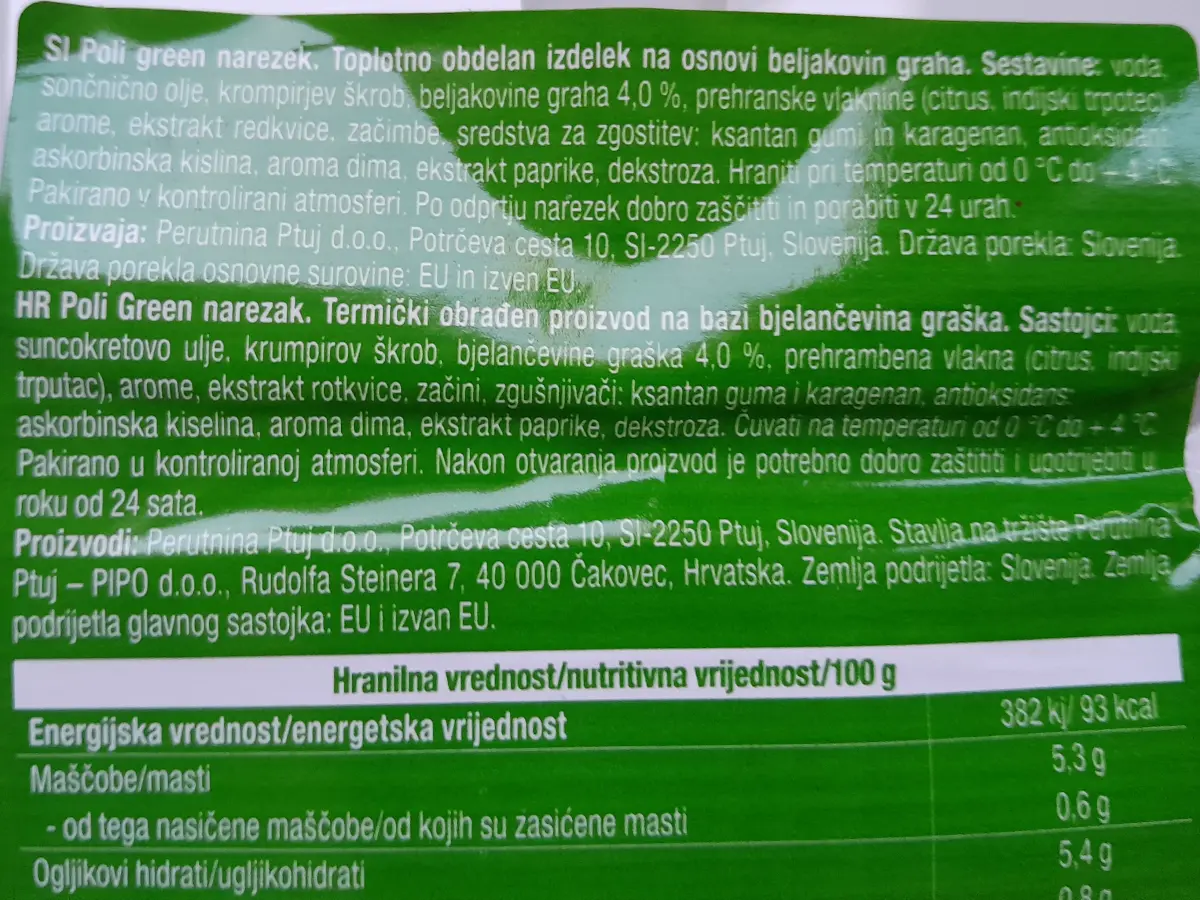 SI Poli green narezek. Toplotno obdelan izdelek na osnovi beljakovin graha. Sestavine: voda,
sončnično olje, krompirjev škrob, beljakovine graha 4,0 %, prehranske vlaknine (citrus, indijski trpotec),
arome, ekstrakt redkvice, začimbe, sredstva za zgostitev: ksantan gumi in karagenan, antioksidant:
askorbinska kislina, aroma dima, ekstrakt paprike, dekstroza. Hraniti pri temperaturi od 0 °C do + 4 °C.
Pakirano v kontrolirani atmosferi. Po odprtju narezek dobro zaščititi in porabiti v 24 urah.
Proizvaja: Perutnina Ptuj d.o.o., Potrčeva cesta 10, SI-2250 Ptuj, Slovenija. Država porekla: Slovenija.
Država porekla osnovne surovine: EU in izven EU.
HR Poli Green narezak. Termički obrađen proizvod na bazi bjelančevina graška. Sastojci: voda,
suncokretovo ulje, krumpirov škrob, bjelančevine graška 4,0 %, prehrambena vlakna (citrus, indijski
trputac), arome, ekstrakt rotkvice, začini, zgušnjivači: ksantan guma i karagenan, antioksidans:
askorbinska kiselina, aroma dima, ekstrakt paprike, dekstroza. Čuvati na temperaturi od 0 °C do + 4 °C.
Pakirano u kontroliranoj atmosferi. Nakon otvaranja proizvod je potrebno dobro zaštititi i upotrijebiti u
roku od 24 sata.
Proizvodi: Perutnina Ptuj d.o.o., Potrčeva cesta 10, SI-2250 Ptuj, Slovenija. Stavlja na tržište Perutnina
Ptuj – PIPO d.o.o., Rudolfa Steinera 7, 40 000 Čakovec, Hrvatska. Zemlja podrijetla: Slovenija. Zemlja
podrijetla glavnog sastojka: EU i izvan EU.
Hranilna vrednost/nutritivna vrijednost/100 g
Energijska vrednost/energetska vrijednost 382 kj/ 93 kcal
Maščobe/masti 5,3 g
- od tega nasičene maščobe/od kojih su zasićene masti 0,6 g
Ogljikovi hidrati/ugljikohidrati 5,4 g